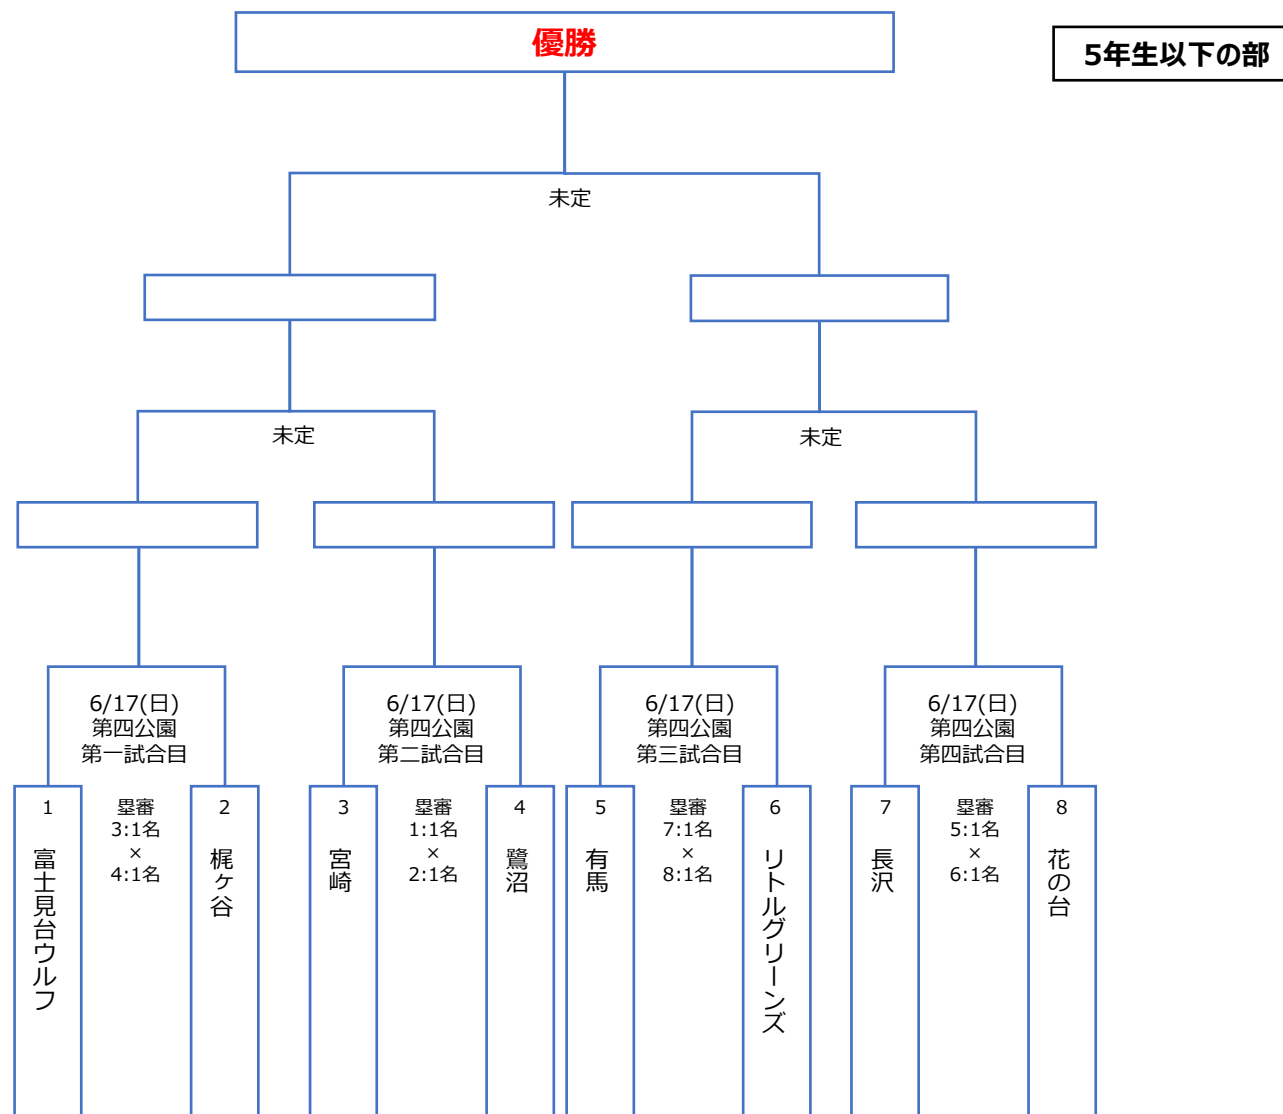 優勝
5年生以下の部
未定
未定
未定
6/17(日)
第四公園
第一試合目
6/17(日)
第四公園
第二試合目
6/17(日)
第四公園
第三試合目
6/17(日)
第四公園
第四試合目
1
富士見台ウルフ
塁審
3:1名
×
4:1名
2
梶ヶ谷
3
宮崎
塁審
1:1名
×
2:1名
4
鷺沼
5
有馬
塁審
7:1名
×
8:1名
6
リトルグリーンズ
7
長沢
塁審
5:1名
×
6:1名
8
花の台